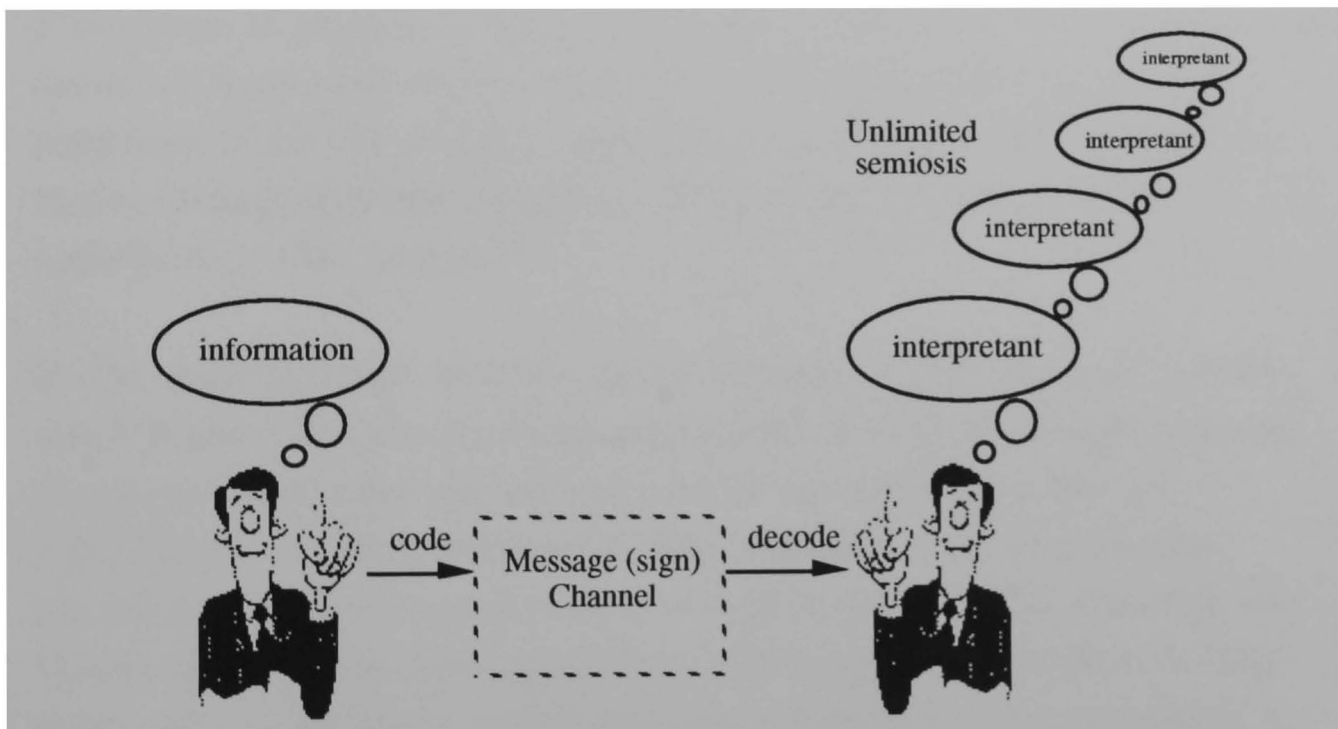 interpretant
interpretant
Unlimited
semiosis
interpretant
information
interpretant
code
decode
Message (sign)
Channel